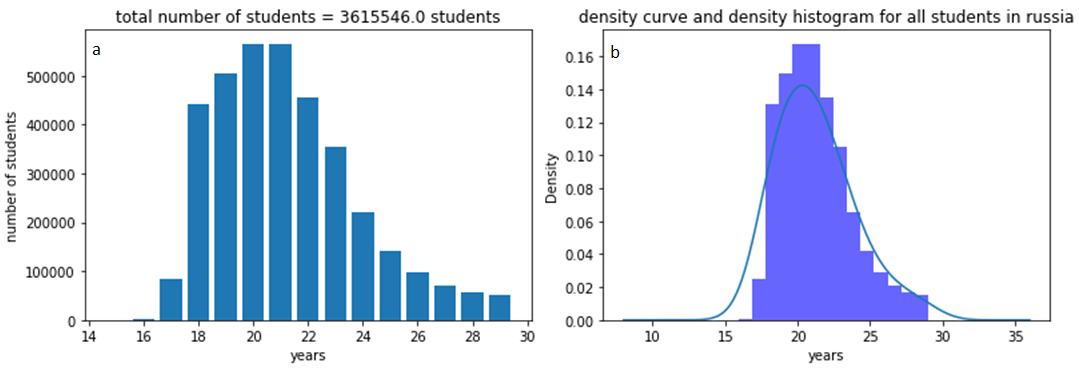 total number of students = 3615546.0 students
a
500000
400000
300000
200000
100000
0
number of students
14 16 18 20 22 24 26 28 30
years
density curve and density histogram for all students in russia
b
0.16
0.14
0.12
0.10
0.08
0.06
0.04
0.02
0.00
Density
10 15 20 25 30 35
years